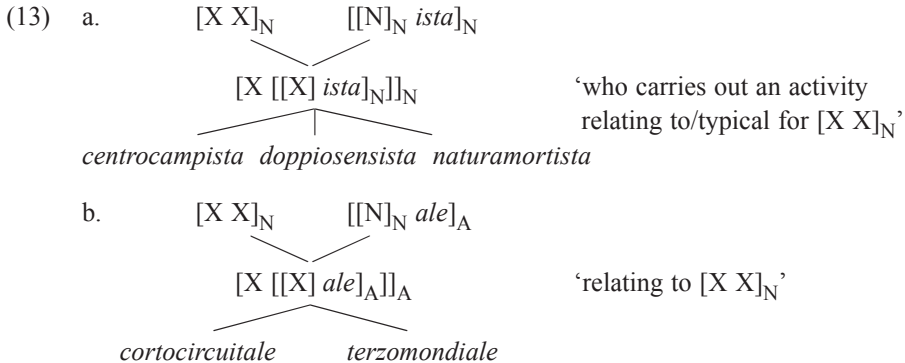 (13) a. [X X]N [[N]N ista]N
[X [[X] ista]N]]N ‘who carries out an activity
relating to/typical for [X X]N’
centrocampista doppiosensista naturamortista
b. [X X]N [[N]N ale]A
[X [[X] ale]A]]A ‘relating to [X X]N’
cortocircuitale terzomondiale